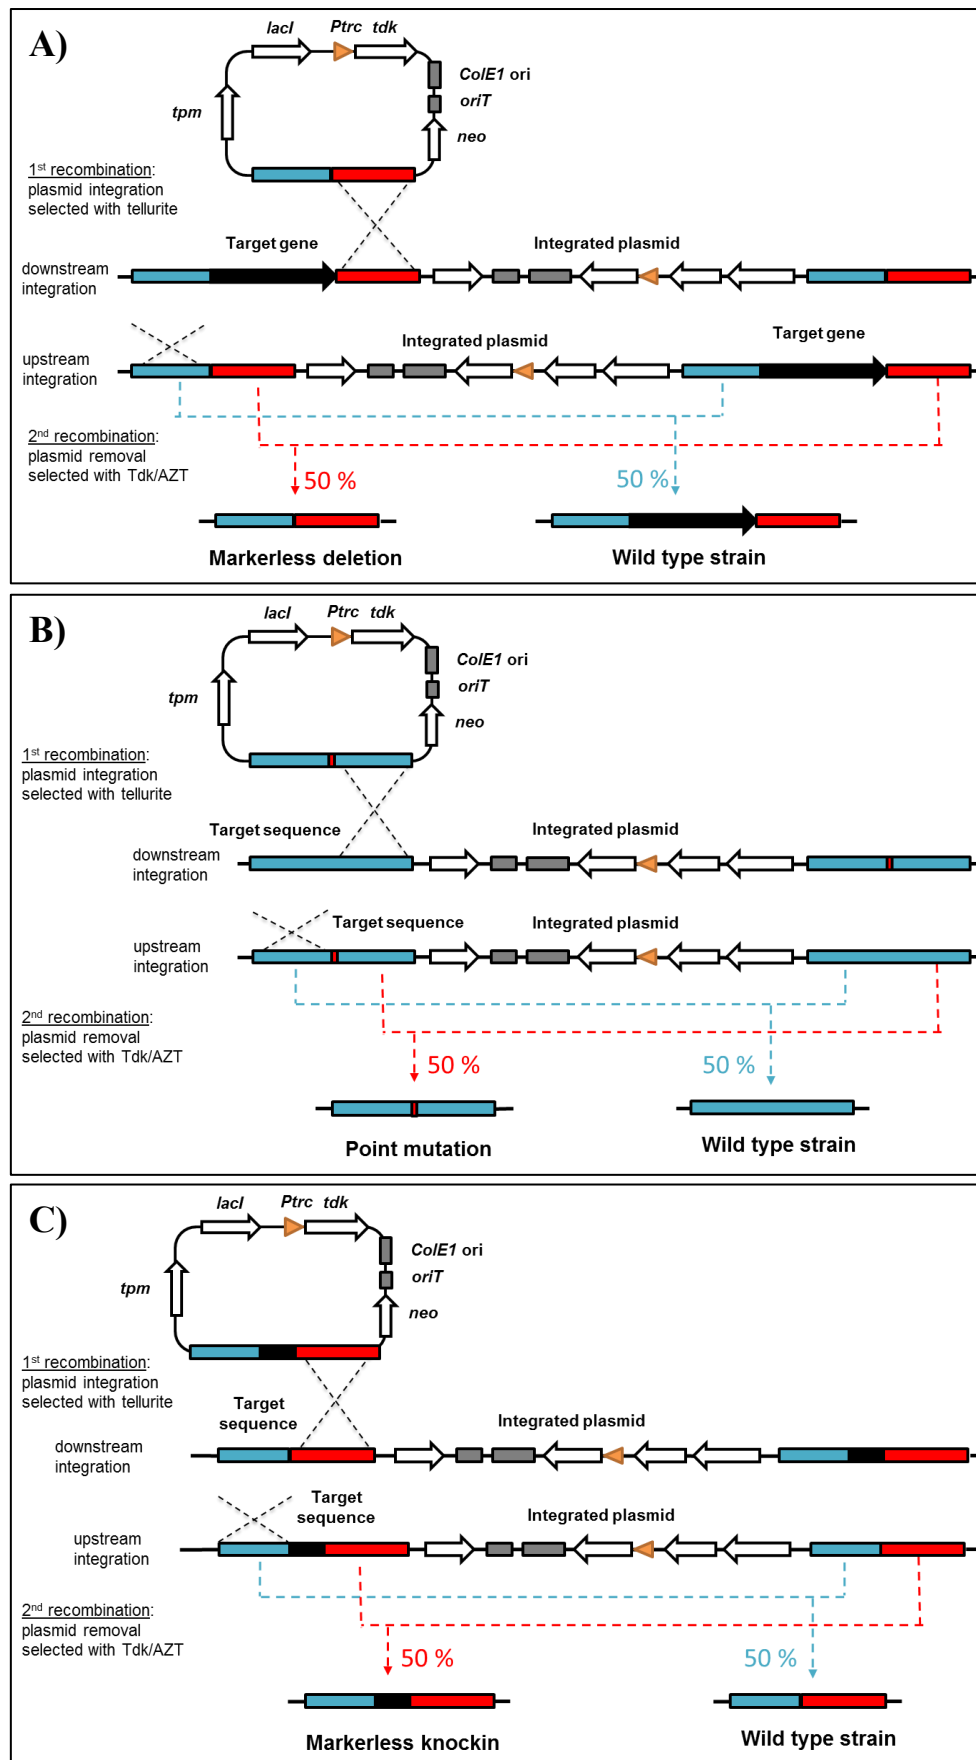 A)
lacI
Ptrc tdk
ColE1 ori
oriT
neo
tpm
1st recombination:
plasmid integration
selected with tellurite
Target gene
Integrated plasmid
downstream
integration
Integrated plasmid
Target gene
upstream
integration
2nd recombination:
plasmid removal
selected with Tdk/AZT
50 %
50 %
Markerless deletion
Wild type strain
B)
lacI
Ptrc tdk
ColE1 ori
oriT
neo
tpm
1st recombination:
plasmid integration
selected with tellurite
Target sequence
Integrated plasmid
downstream
integration
Target sequence
Integrated plasmid
upstream
integration
2nd recombination:
plasmid removal
selected with Tdk/AZT
50 %
50 %
Point mutation
Wild type strain
C)
lacI
Ptrc tdk
ColE1 ori
oriT
neo
tpm
1st recombination:
plasmid integration
selected with tellurite
Target
sequence
Integrated plasmid
downstream
integration
Target
sequence
Integrated plasmid
upstream
integration
2nd recombination:
plasmid removal
selected with Tdk/AZT
50 %
50 %
Markerless knockin
Wild type strain